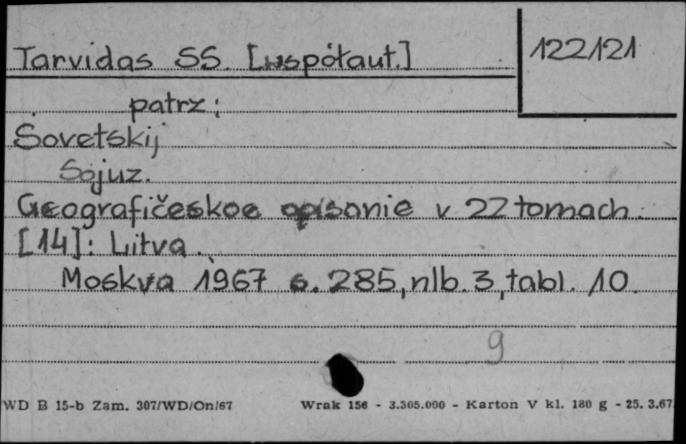 Tarvidas SS. [współaut.]
122121
patrz:
Sovetskij
Sojuz.
Geografičeskoe opisanie v 22 tomach.
[14]: Litva.
Moskva 1967 s. 285, nlb. 3, tabl. 10.
9
WD B 15-b Zam. 307/WD/On/67 Wrak 156 - 3.305.000 - Karton V kl. 180 g - 25. 3.67